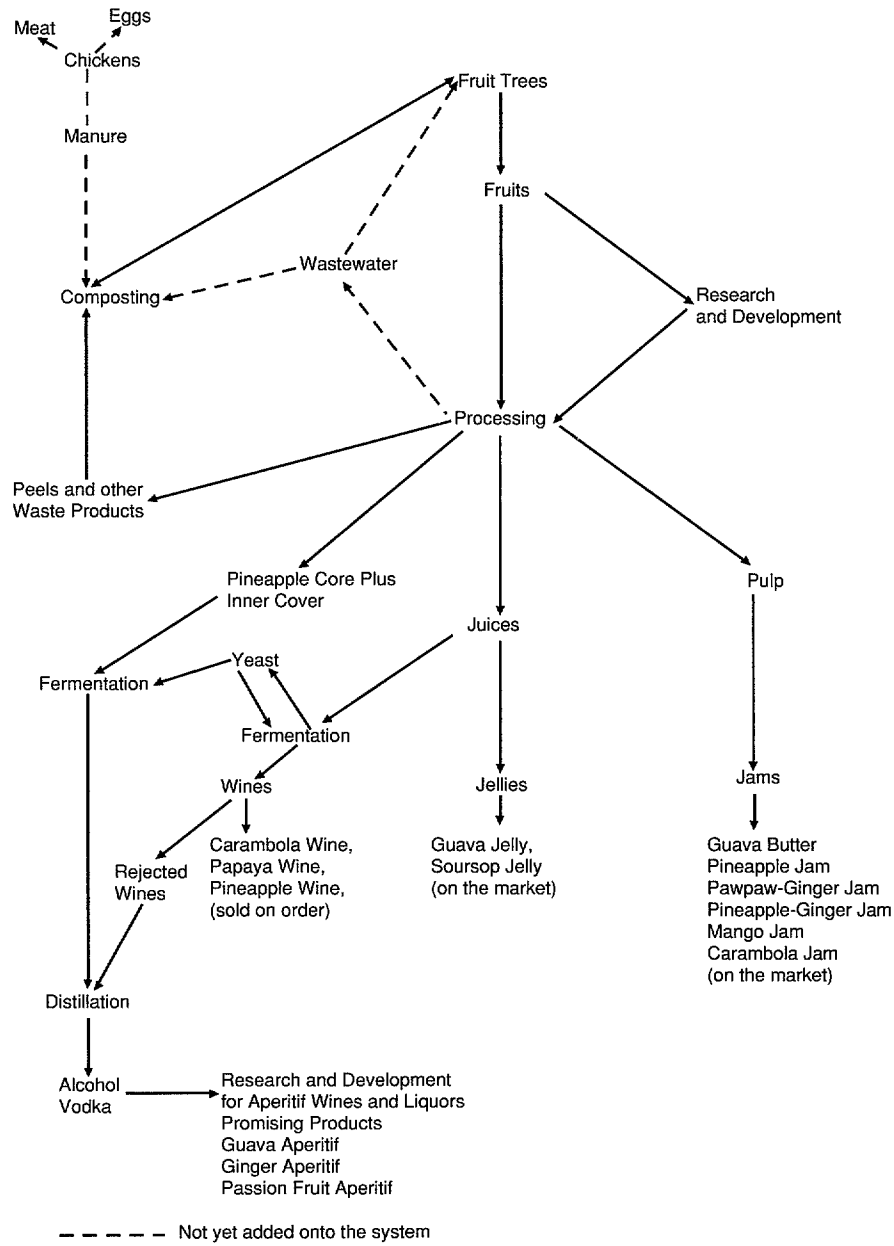 Eggs
Meat
Chickens
Fruit Trees
Manure
Fruits
Wastewater
Composting
Research
and Development
Processing
Peels and other
Waste Products
Pineapple Core Plus
Inner Cover
Pulp
Juices
Yeast
Fermentation
Fermentation
Wines
Jellies
Jams
Carambola Wine,
Papaya Wine,
Pineapple Wine,
(sold on order)
Guava Jelly,
Soursop Jelly
(on the market)
Guava Butter
Pineapple Jam
Pawpaw-Ginger Jam
Pineapple-Ginger Jam
Mango Jam
Carambola Jam
(on the market)
Rejected
Wines
Distillation
Alcohol
Vodka
Research and Development
for Aperitif Wines and Liquors
Promising Products
Guava Aperitif
Ginger Aperitif
Passion Fruit Aperitif
Not yet added onto the system